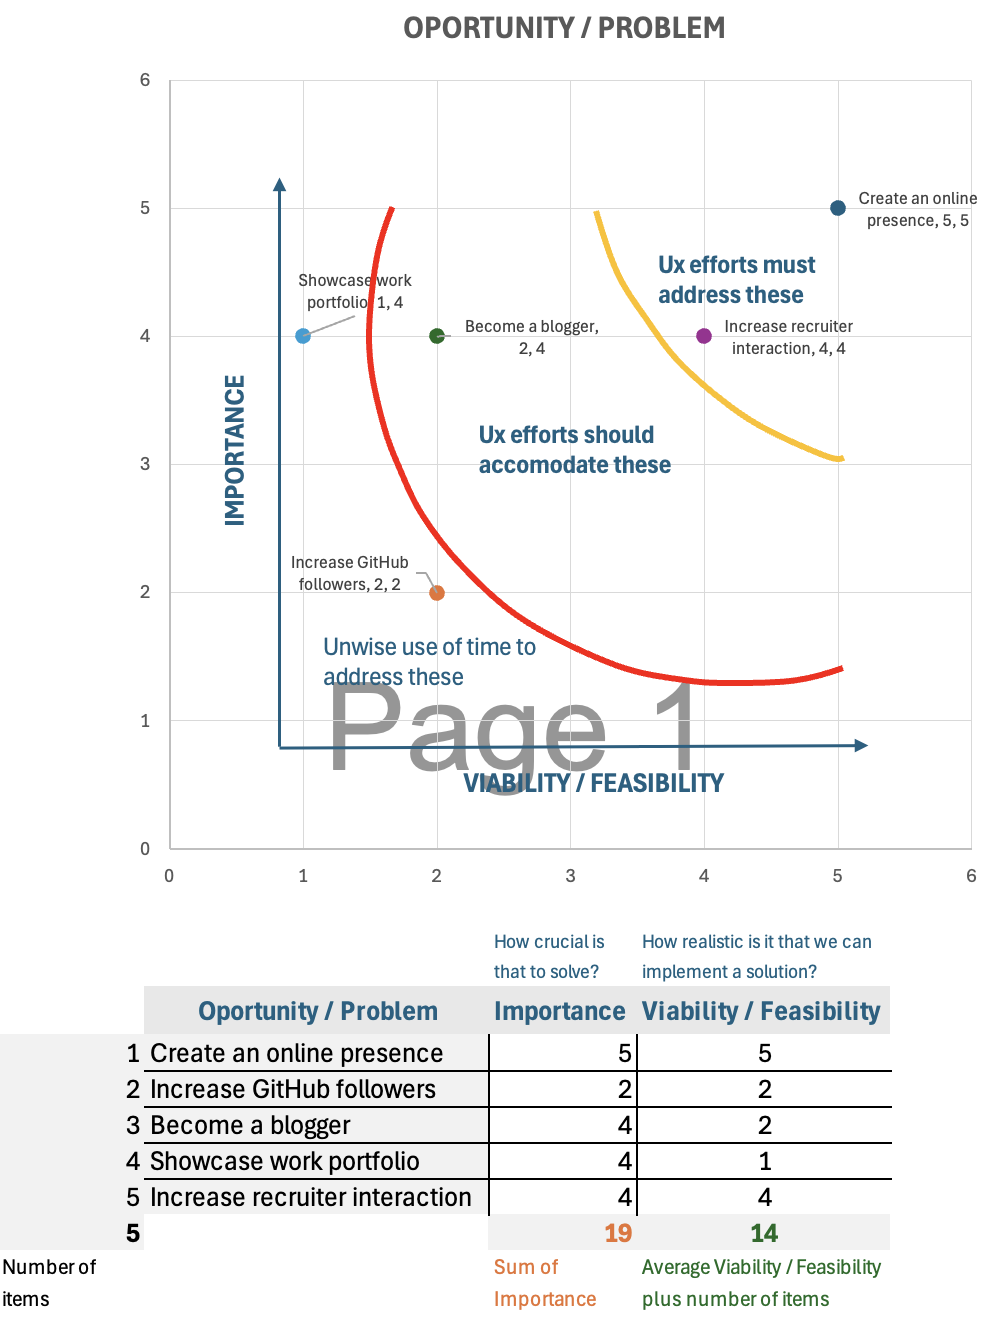 OPORTUNITY / PROBLEM
6
5
4
3
2
1
0
0 1 2 3 4 5 6
IMPORTANCE
VIABILITY / FEASIBILITY
Create an online
presence, 5, 5
Ux efforts must
address these
Showcase work
portfolio, 1, 4
Become a blogger,
2, 4
Increase recruiter
interaction, 4, 4
Ux efforts should
accomodate these
Increase GitHub
followers, 2, 2
Unwise use of time to
address these
Page 1
How crucial is
that to solve?
How realistic is it that we can
implement a solution?
Oportunity / Problem Importance Viability / Feasibility
1 Create an online presence 5 5
2 Increase GitHub followers 2 2
3 Become a blogger 4 2
4 Showcase work portfolio 4 1
5 Increase recruiter interaction 4 4
5 19 14
Number of
items
Sum of
Importance
Average Viability / Feasibility
plus number of items